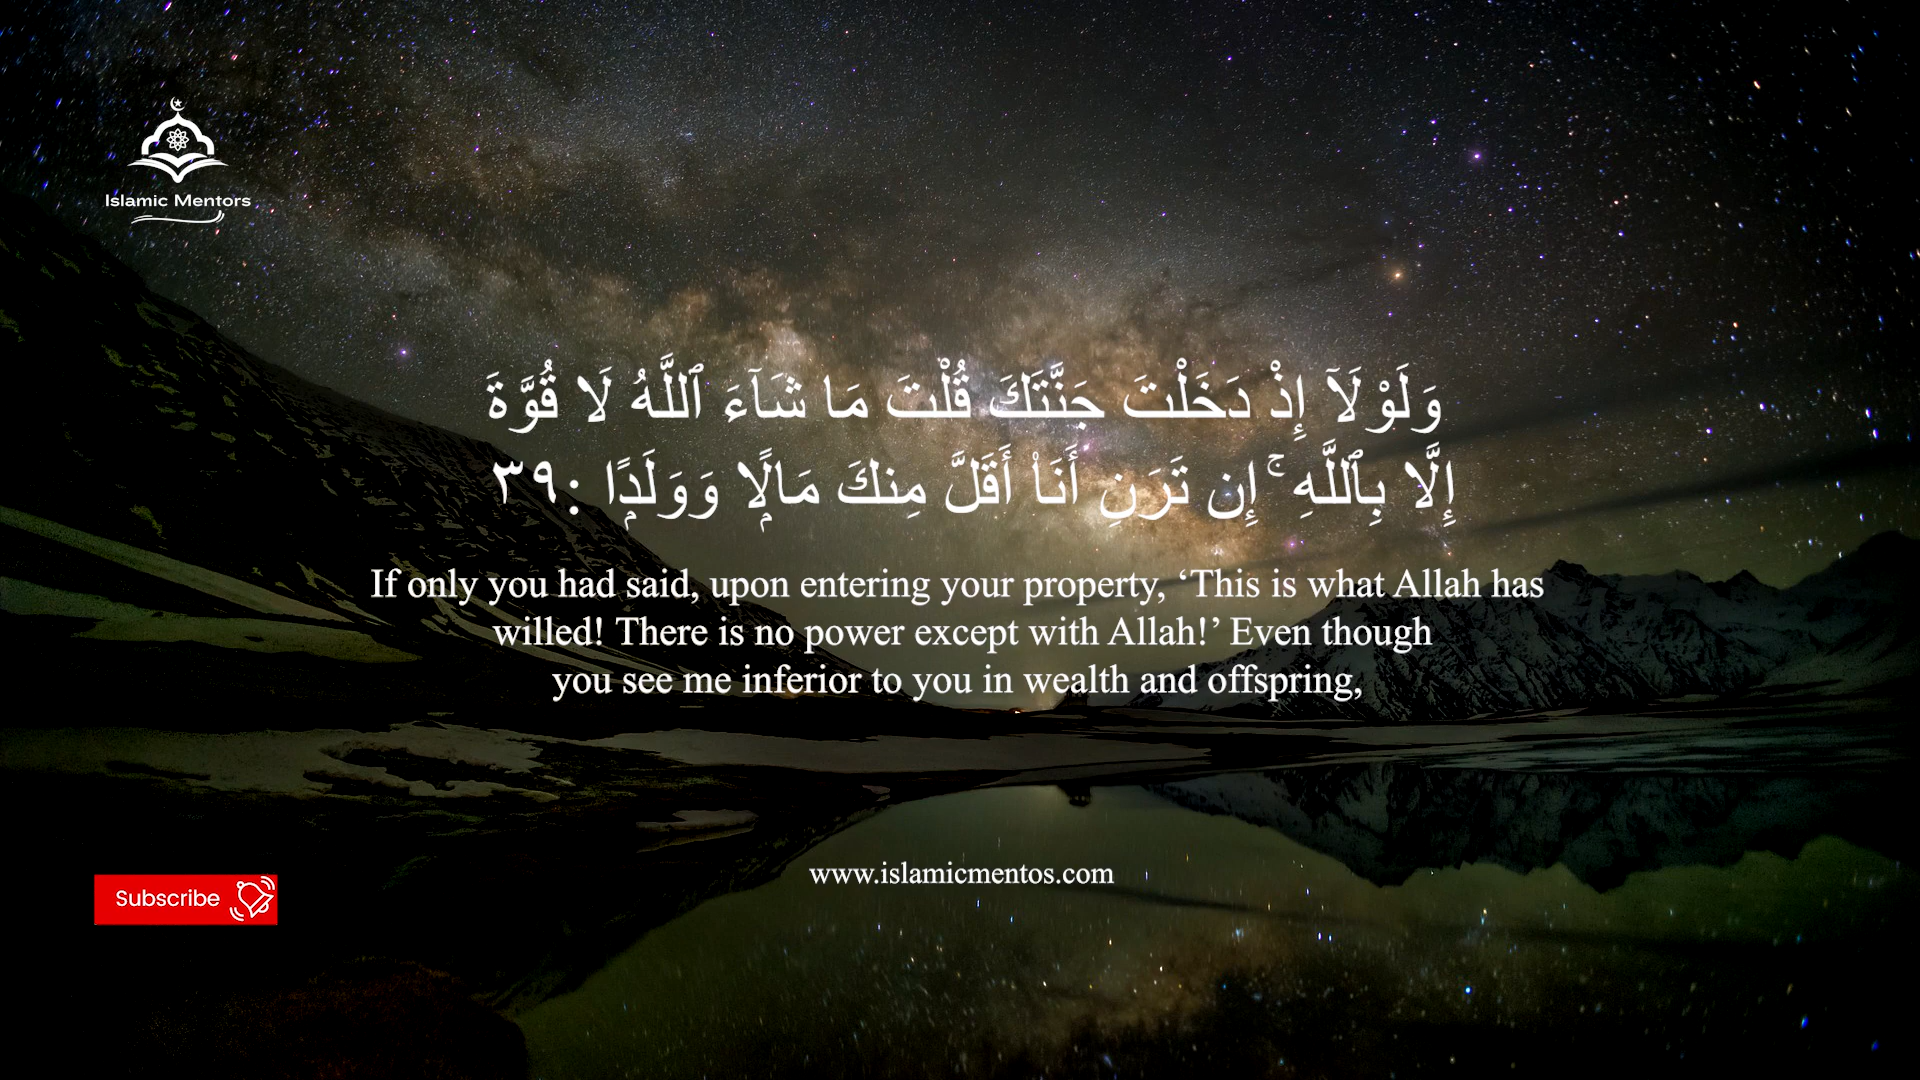 Islamic Mentors
وَلَوْلَآ إِذْ دَخَلْتَ جَنَّتَكَ قُلْتَ مَا شَآءَ ٱللَّهُ لَا قُوَّةَ
إِلَّا بِٱللَّهِ ۚ إِن تَرَنِ أَنَا۠ أَقَلَّ مِنكَ مَالًۭا وَوَلَدًۭا :٣٩
If only you had said, upon entering your property, ‘This is what Allah has
willed! There is no power except with Allah!’ Even though
you see me inferior to you in wealth and offspring,
www.islamicmentos.com
Subscribe